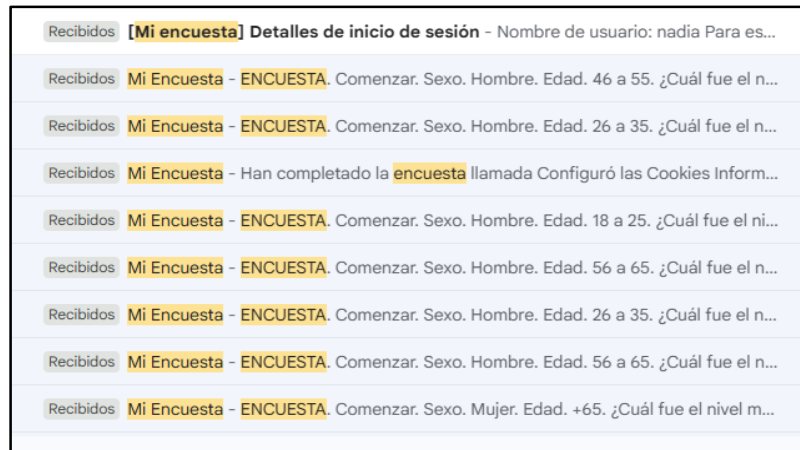 Recibidos [Mi encuesta] Detalles de inicio de sesión - Nombre de usuario: nadia Para es...
Recibidos Mi Encuesta - ENCUESTA. Comenzar. Sexo. Hombre. Edad. 46 a 55. ¿Cuál fue el n...
Recibidos Mi Encuesta - ENCUESTA. Comenzar. Sexo. Hombre. Edad. 26 a 35. ¿Cuál fue el n...
Recibidos Mi Encuesta - Han completado la encuesta llamada Configuró las Cookies Inform...
Recibidos Mi Encuesta - ENCUESTA. Comenzar. Sexo. Hombre. Edad. 18 a 25. ¿Cuál fue el ni...
Recibidos Mi Encuesta - ENCUESTA. Comenzar. Sexo. Hombre. Edad. 56 a 65. ¿Cuál fue el n...
Recibidos Mi Encuesta - ENCUESTA. Comenzar. Sexo. Hombre. Edad. 26 a 35. ¿Cuál fue el n...
Recibidos Mi Encuesta - ENCUESTA. Comenzar. Sexo. Hombre. Edad. 56 a 65. ¿Cuál fue el n...
Recibidos Mi Encuesta - ENCUESTA. Comenzar. Sexo. Mujer. Edad. +65. ¿Cuál fue el nivel m...